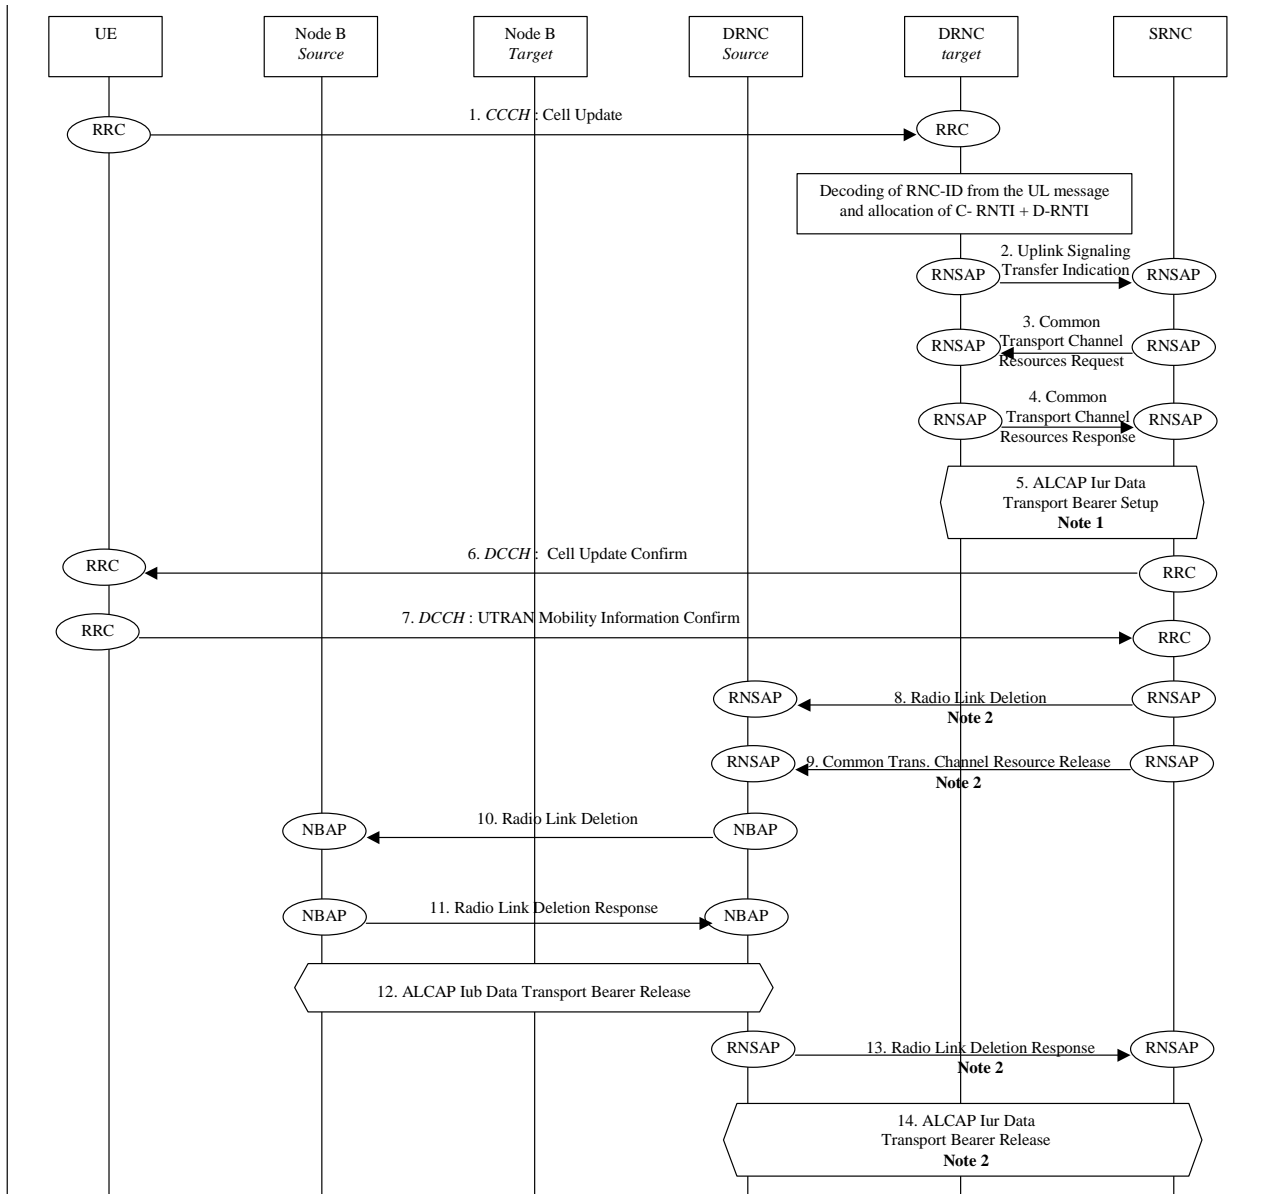 UE
Node B
Source
Node B
Target
DRNC
Source
DRNC
target
SRNC
1. CCCH : Cell Update
RRC
RRC
Decoding of RNC-ID from the UL message
and allocation of C- RNTI + D-RNTI
2. Uplink Signaling
Transfer Indication
RNSAP
RNSAP
3. Common
Transport Channel
Resources Request
RNSAP
RNSAP
4. Common
Transport Channel
Resources Response
RNSAP
RNSAP
5. ALCAP Iur Data
Transport Bearer Setup
Note 1
6. DCCH : Cell Update Confirm
RRC
RRC
7. DCCH : UTRAN Mobility Information Confirm
RRC
RRC
RNSAP
8. Radio Link Deletion
Note 2
RNSAP
RNSAP
9. Common Trans. Channel Resource Release
Note 2
RNSAP
NBAP
10. Radio Link Deletion
NBAP
NBAP
11. Radio Link Deletion Response
NBAP
12. ALCAP Iub Data Transport Bearer Release
RNSAP
13. Radio Link Deletion Response
Note 2
RNSAP
14. ALCAP Iur Data
Transport Bearer Release
Note 2